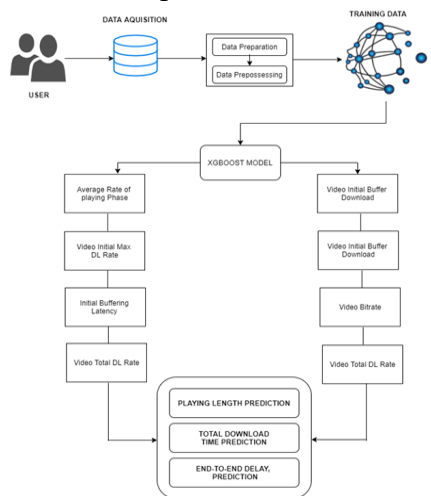 DATA AQUISITION
TRAINING DATA
Data Preparation
Data Prepossessing
USER
XGBOOST MODEL
Average Rate of
playing Phase
Video Initial Max
DL Rate
Initial Buffering
Latency
Video Total DL Rate
Video Initial Buffer
Download
Video Initial Buffer
Download
Video Bitrate
Video Total DL Rate
PLAYING LENGTH PREDICTION
TOTAL DOWNLOAD
TIME PREDICTION
END-TO-END DELAY,
PREDICTION